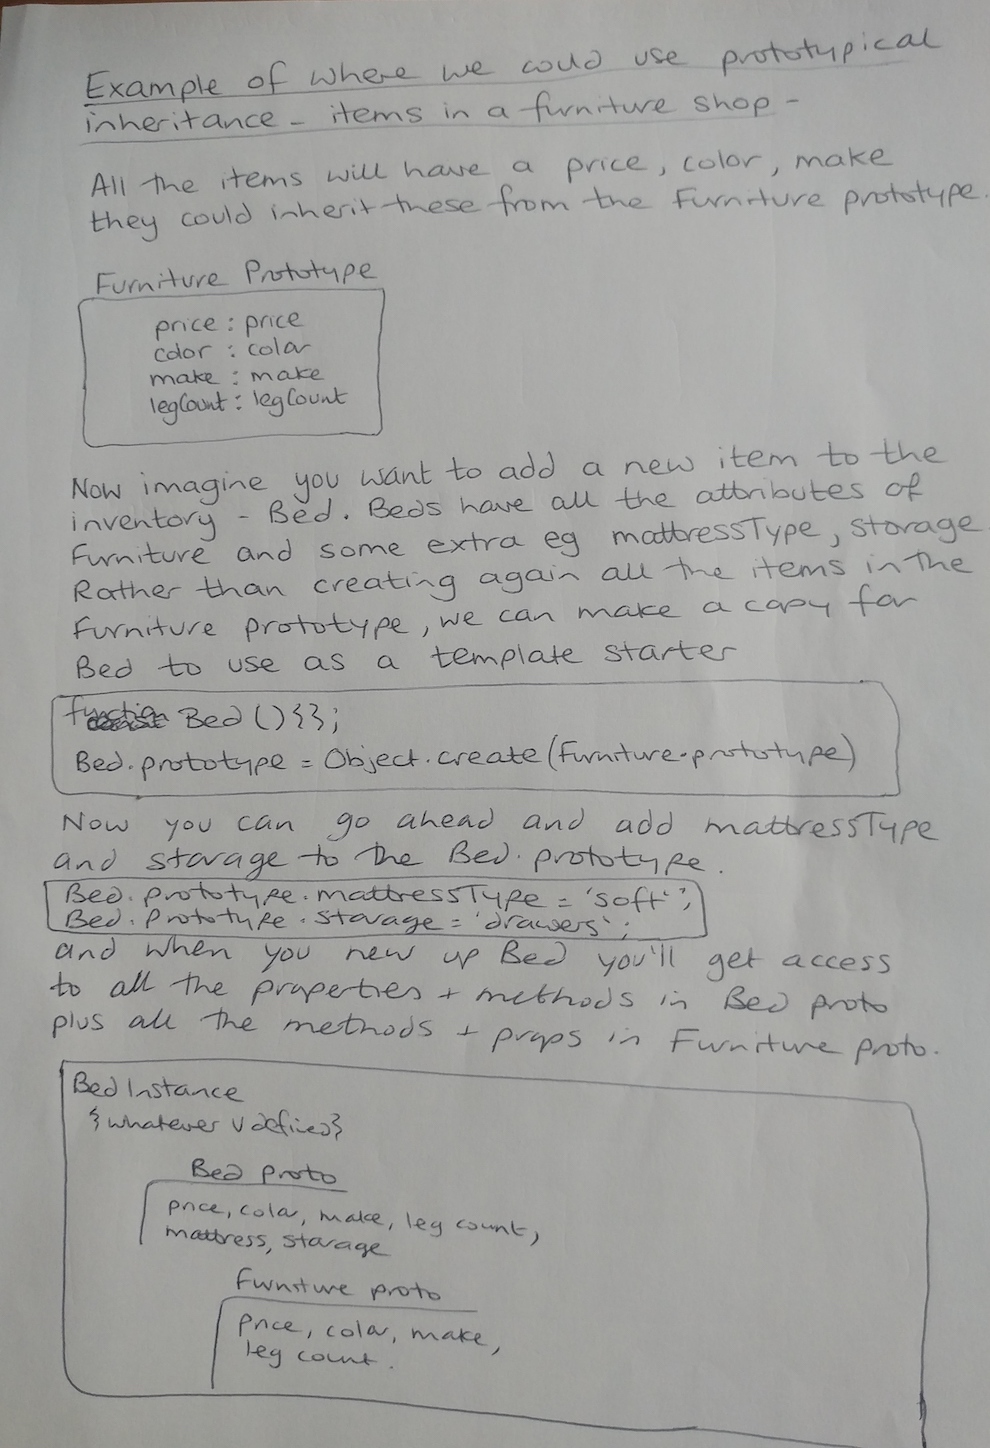 Example of where we could use prototypical
inheritance - items in a furniture shop -
All the items will have a price, color, make
they could inherit these from the Furniture prototype.
Furniture Prototype
price : price
color : color
make : make
legCount : legCount
Now imagine you want to add a new item to the
inventory - Bed. Beds have all the attributes of
Furniture and some extra eg mattressType, storage
Rather than creating again all the items in the
Furniture prototype, we can make a copy for
Bed to use as a template starter
function Bed () {};
Bed.prototype = Object.create(Furniture.prototype)
Now you can go ahead and add mattressType
and storage to the Bed.prototype.
Bed.prototype.mattressType = 'soft';
Bed.Prototype.storage = 'drawers';
and when you new up Bed you'll get access
to all the properties + methods in Bed proto
plus all the methods + props in Furniture proto.
Bed Instance
{whatever u defined}
Bed proto
price, color, make, leg count,
mattress, storage
Furniture proto
Price, color, make,
leg count.